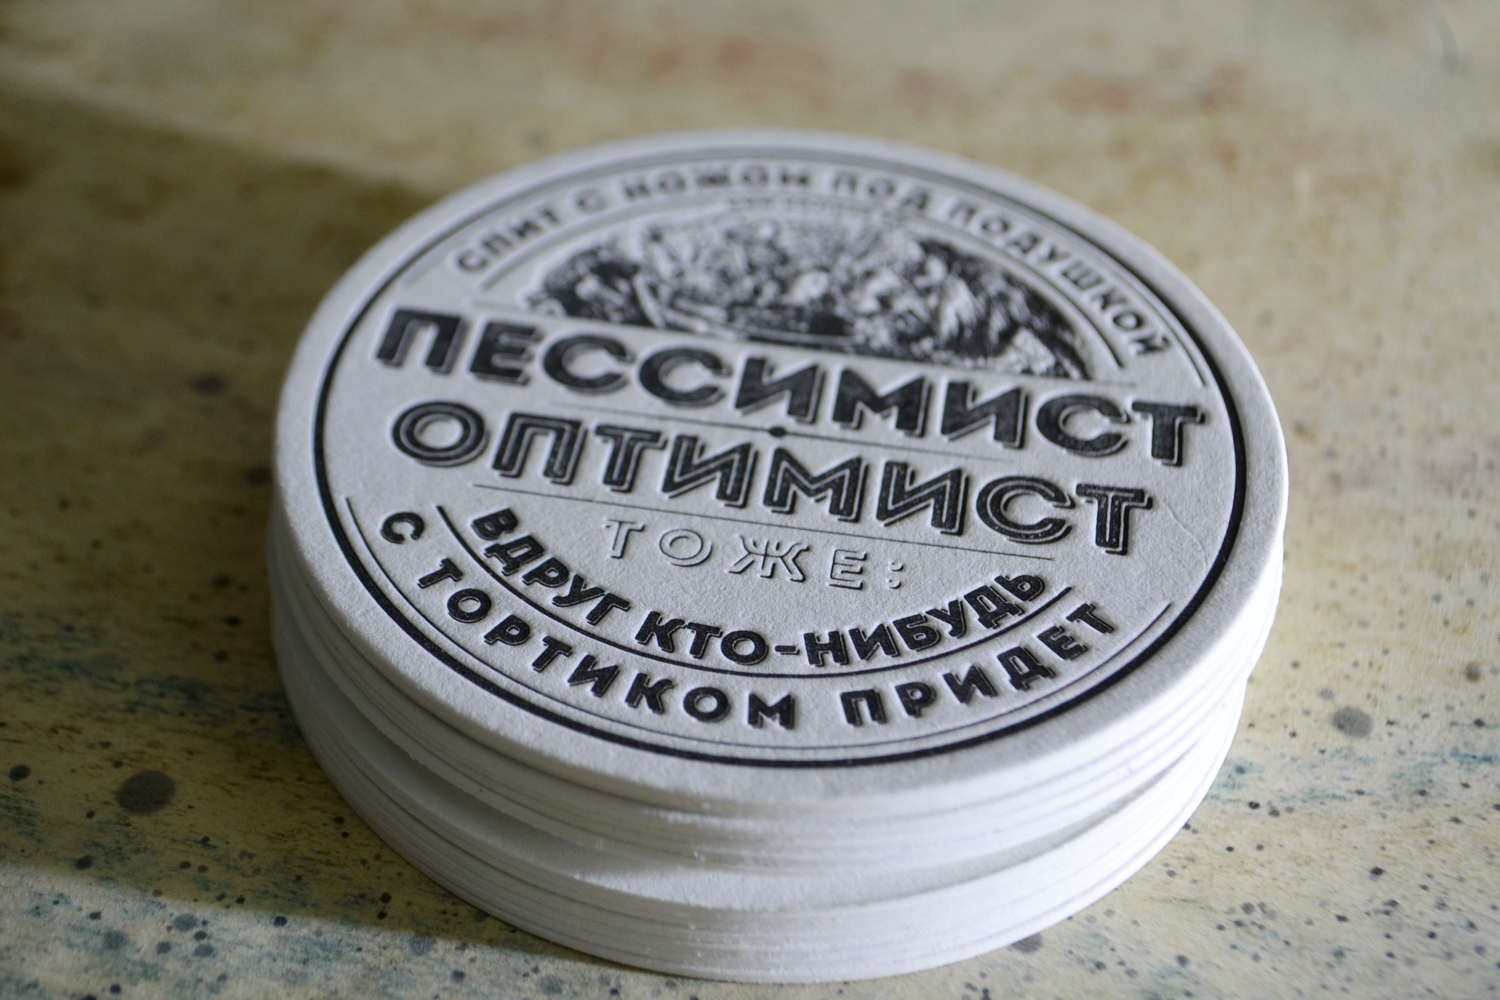 СПИТ С НОЖОМ ПОД ПОДУШКОЙ
ПЕССИМИСТ
ОПТИМИСТ
ТОЖЕ:
ВДРУГ КТО-НИБУДЬ
С ТОРТИКОМ ПРИДЕТ